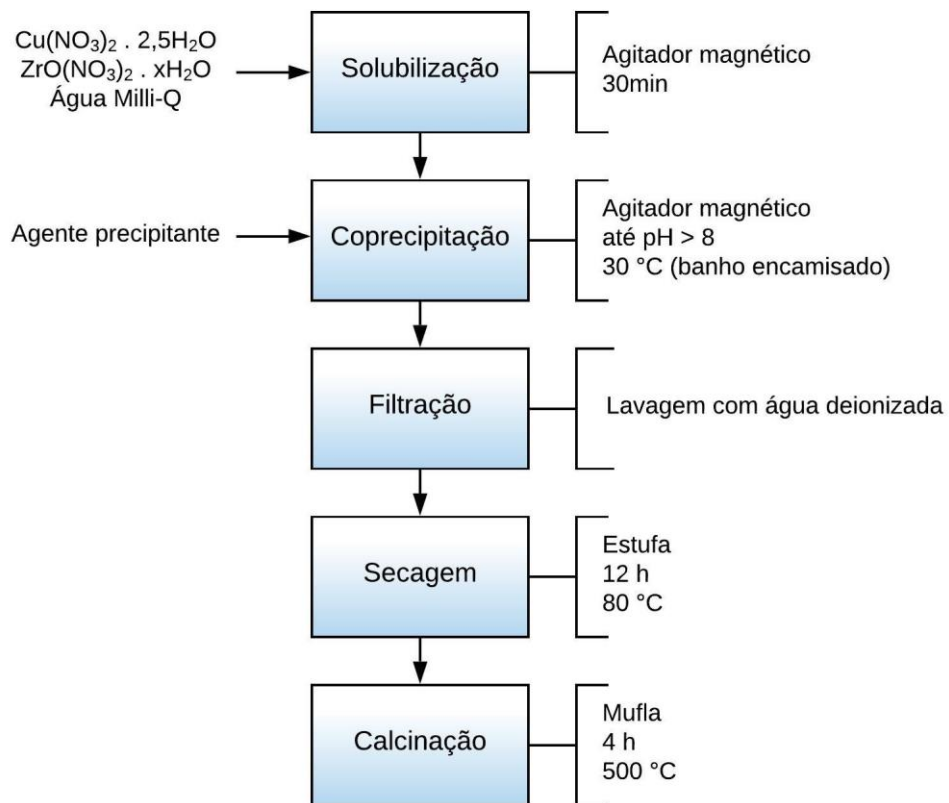 Cu(NO₃)₂ . 2,5H₂O
ZrO(NO₃)₂ . xH₂O
Água Milli-Q
Solubilização
Agitador magnético
30min
Agente precipitante
Coprecipitação
Agitador magnético
até pH > 8
30 °C (banho encamisado)
Filtração
Lavagem com água deionizada
Secagem
Estufa
12 h
80 °C
Calcinação
Mufla
4 h
500 °C